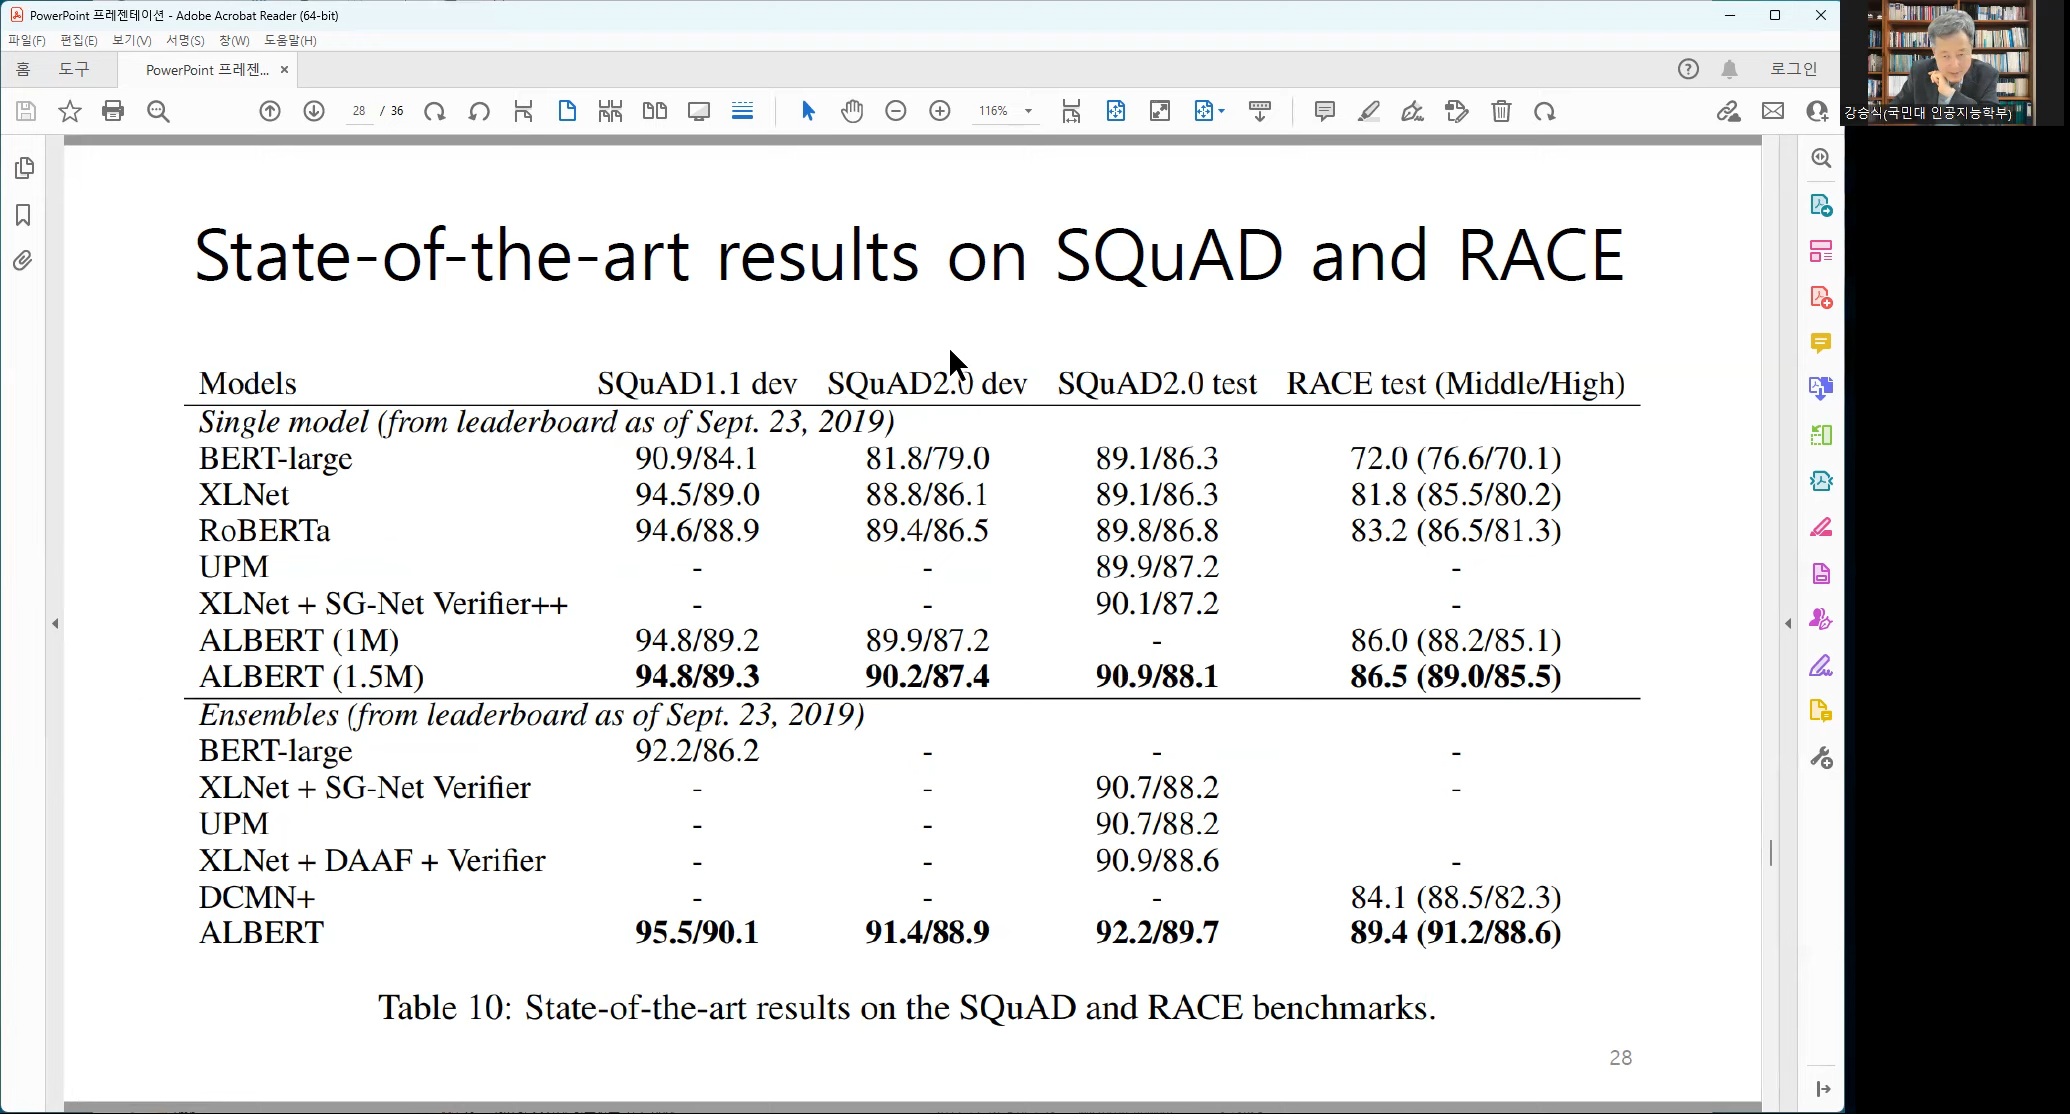 PowerPoint 프레젠테이션 - Adobe Acrobat Reader (64-bit)
파일(F) 편집(E) 보기(V) 서명(S) 창(W) 도움말(H)
홈 도구 PowerPoint 프레젠... × 로그인
28 / 36 116%
강승식(국민대 인공지능학부)
State-of-the-art results on SQuAD and RACE
Models SQuAD1.1 dev SQuAD2.0 dev SQuAD2.0 test RACE test (Middle/High)
Single model (from leaderboard as of Sept. 23, 2019)
BERT-large 90.9/84.1 81.8/79.0 89.1/86.3 72.0 (76.6/70.1)
XLNet 94.5/89.0 88.8/86.1 89.1/86.3 81.8 (85.5/80.2)
RoBERTa 94.6/88.9 89.4/86.5 89.8/86.8 83.2 (86.5/81.3)
UPM - - 89.9/87.2 -
XLNet + SG-Net Verifier++ - - 90.1/87.2 -
ALBERT (1M) 94.8/89.2 89.9/87.2 - 86.0 (88.2/85.1)
ALBERT (1.5M) 94.8/89.3 90.2/87.4 90.9/88.1 86.5 (89.0/85.5)
Ensembles (from leaderboard as of Sept. 23, 2019)
BERT-large 92.2/86.2 - - -
XLNet + SG-Net Verifier - - 90.7/88.2 -
UPM - - 90.7/88.2
XLNet + DAAF + Verifier - - 90.9/88.6 -
DCMN+ - - - 84.1 (88.5/82.3)
ALBERT 95.5/90.1 91.4/88.9 92.2/89.7 89.4 (91.2/88.6)
Table 10: State-of-the-art results on the SQuAD and RACE benchmarks.
28